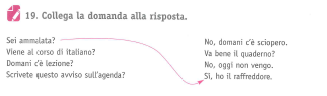 19. Collega la domanda alla risposta.
Sei ammalata?
Viene al corso di italiano?
Domani c'è lezione?
Scrivete questo avviso sull'agenda?
No, domani c'è sciopero.
Va bene il quaderno?
No, oggi non vengo.
Sì, ho il raffreddore.